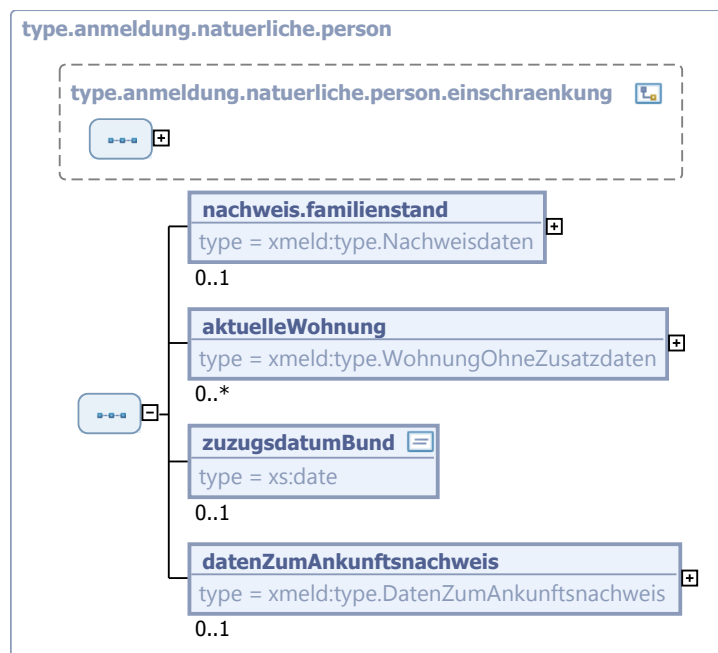 type.anmeldung.natuerliche.person
type.anmeldung.natuerliche.person.einschraenkung
nachweis.familienstand
type = xmeld:type.Nachweisdaten
0..1
aktuelleWohnung
type = xmeld:type.WohnungOhneZusatzdaten
0..*
zuzugsdatumBund
type = xs:date
0..1
datenZumAnkunftsnachweis
type = xmeld:type.DatenZumAnkunftsnachweis
0..1